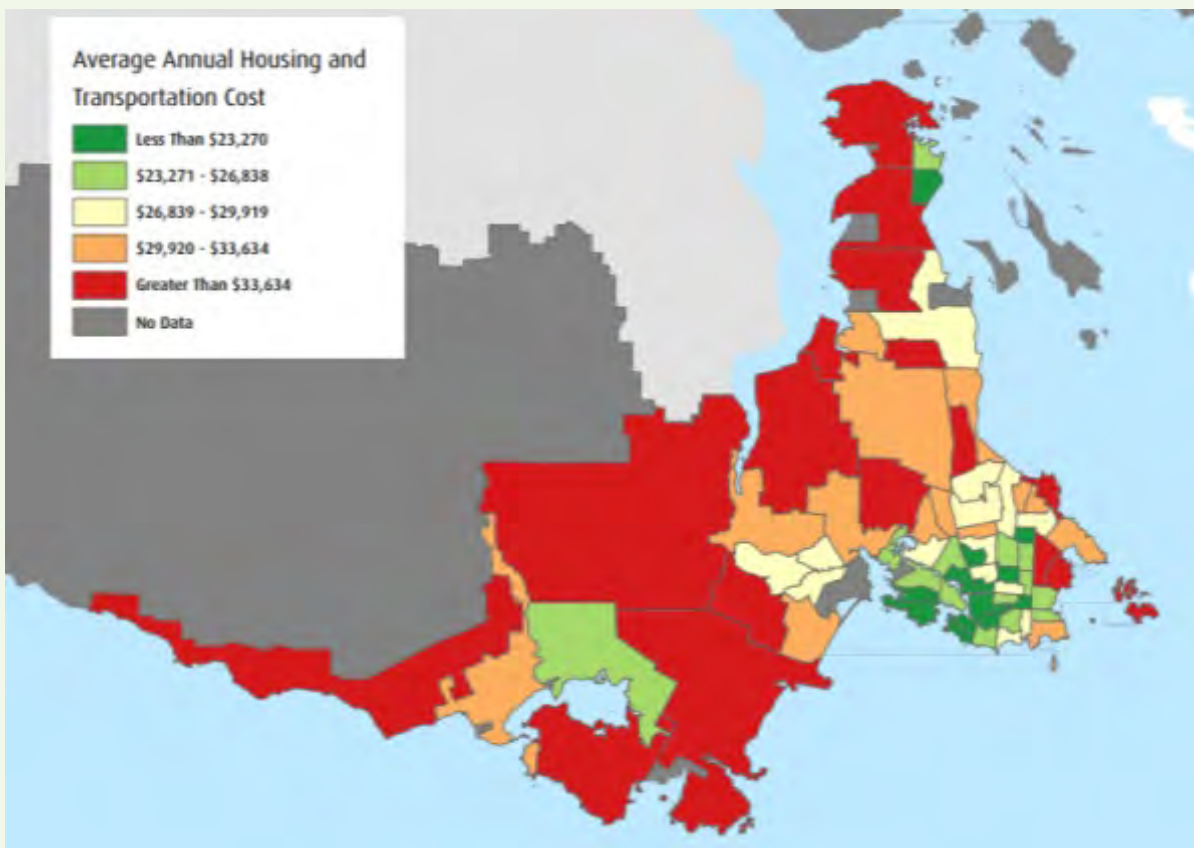 Average Annual Housing and
Transportation Cost
Less Than $23,270
$23,271 - $26,838
$26,839 - $29,919
$29,920 - $33,634
Greater Than $33,634
No Data